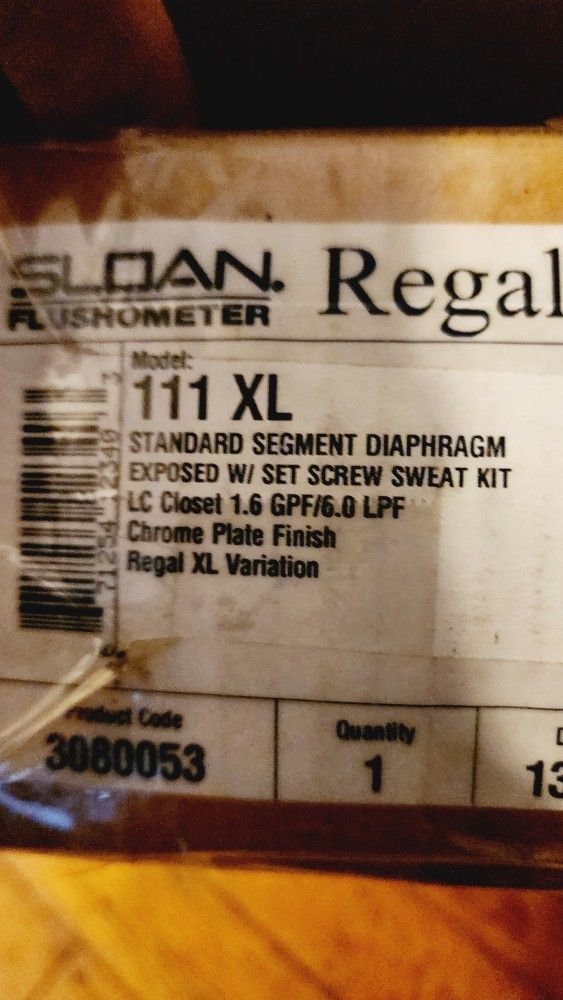 SLOAN. Regal
FLUSHOMETER
Model:
111 XL
STANDARD SEGMENT DIAPHRAGM
EXPOSED W/ SET SCREW SWEAT KIT
LC Closet 1.6 GPF/6.0 LPF
Chrome Plate Finish
Regal XL Variation
Product Code
3080053
Quantity
1
13